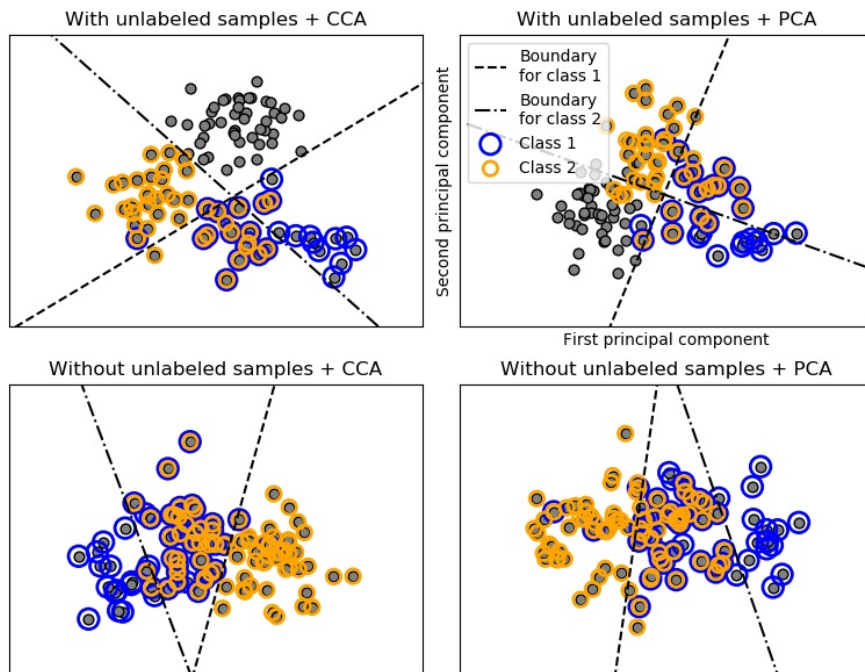 With unlabeled samples + CCA
With unlabeled samples + PCA
Boundary
for class 1
Boundary
for class 2
Class 1
Class 2
Second principal component
First principal component
Without unlabeled samples + CCA
Without unlabeled samples + PCA